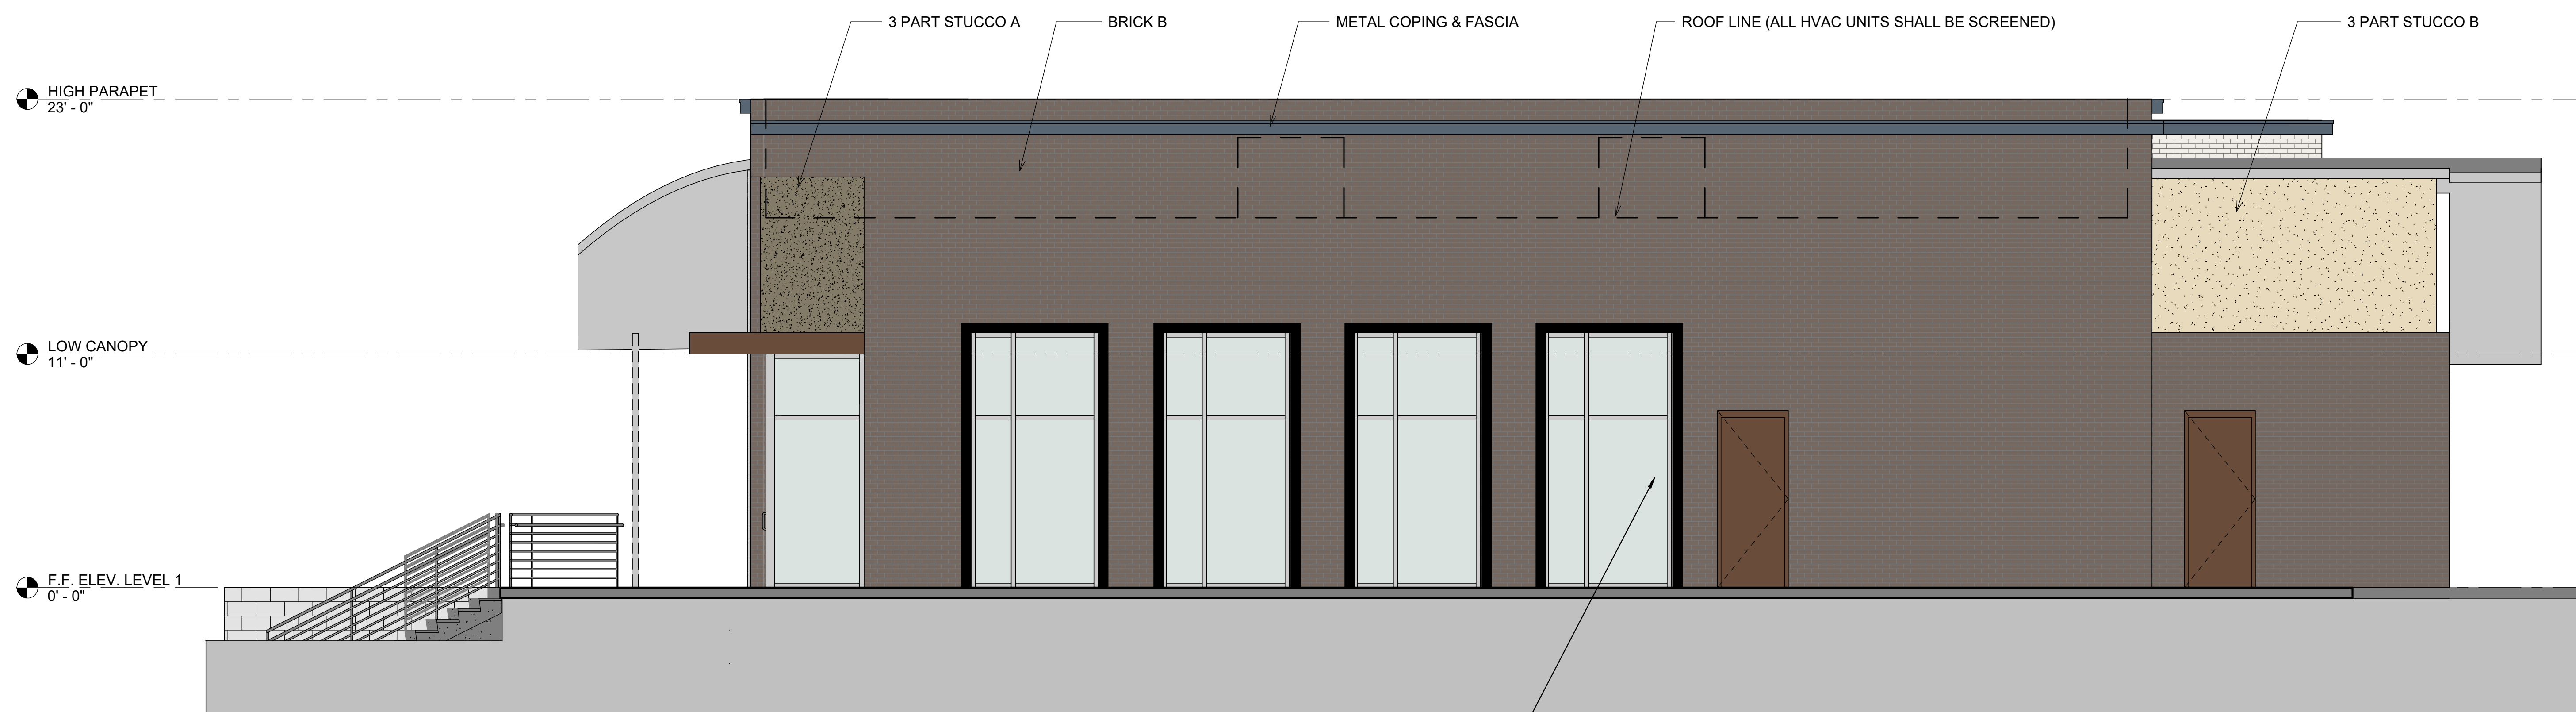 3 PART STUCCO A
BRICK B
METAL COPING & FASCIA
ROOF LINE (ALL HVAC UNITS SHALL BE SCREENED)
3 PART STUCCO B
HIGH PARAPET
23' - 0"
LOW CANOPY
11' - 0"
F.F. ELEV. LEVEL 1
0' - 0"